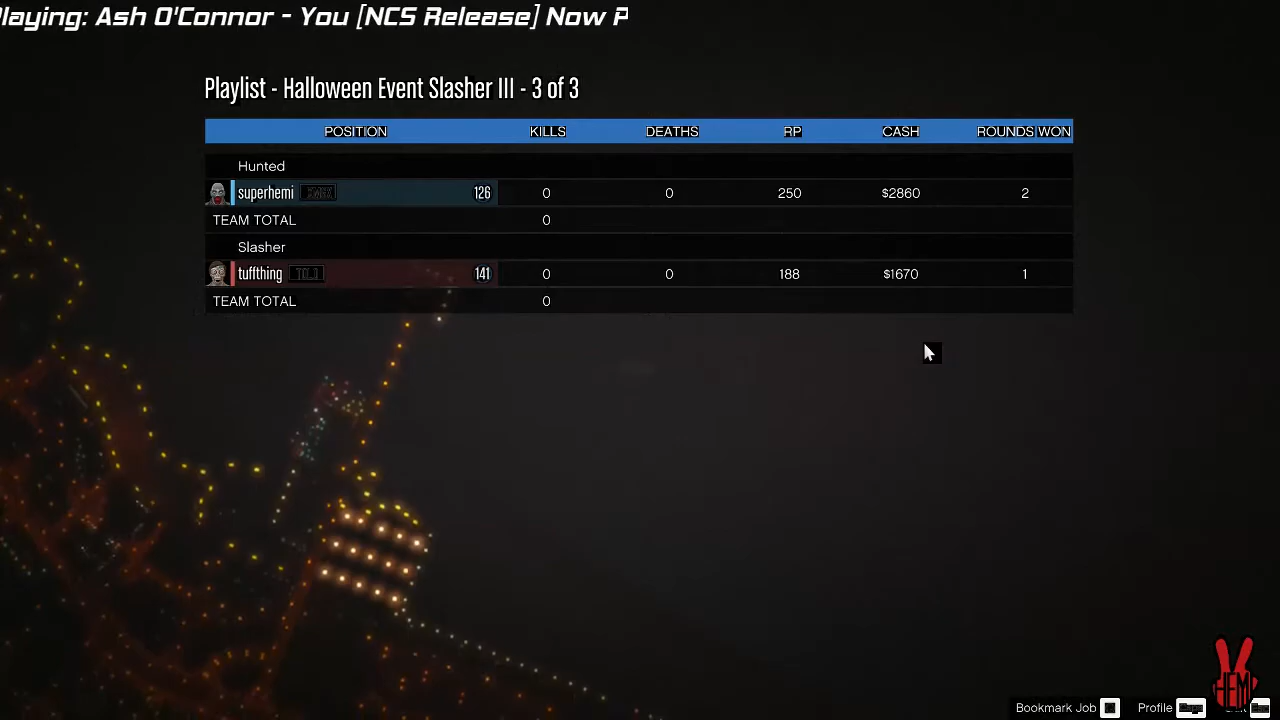 laying: Ash O'Connor - You [NCS Release] Now P
Playlist - Halloween Event Slasher III - 3 of 3
POSITION KILLS DEATHS RP CASH ROUNDS WON
Hunted
superhemi 126 0 0 250 $2860 2
TEAM TOTAL 0
Slasher
tuffthing 141 0 0 188 $1670 1
TEAM TOTAL 0
HEMI
Bookmark Job Profile